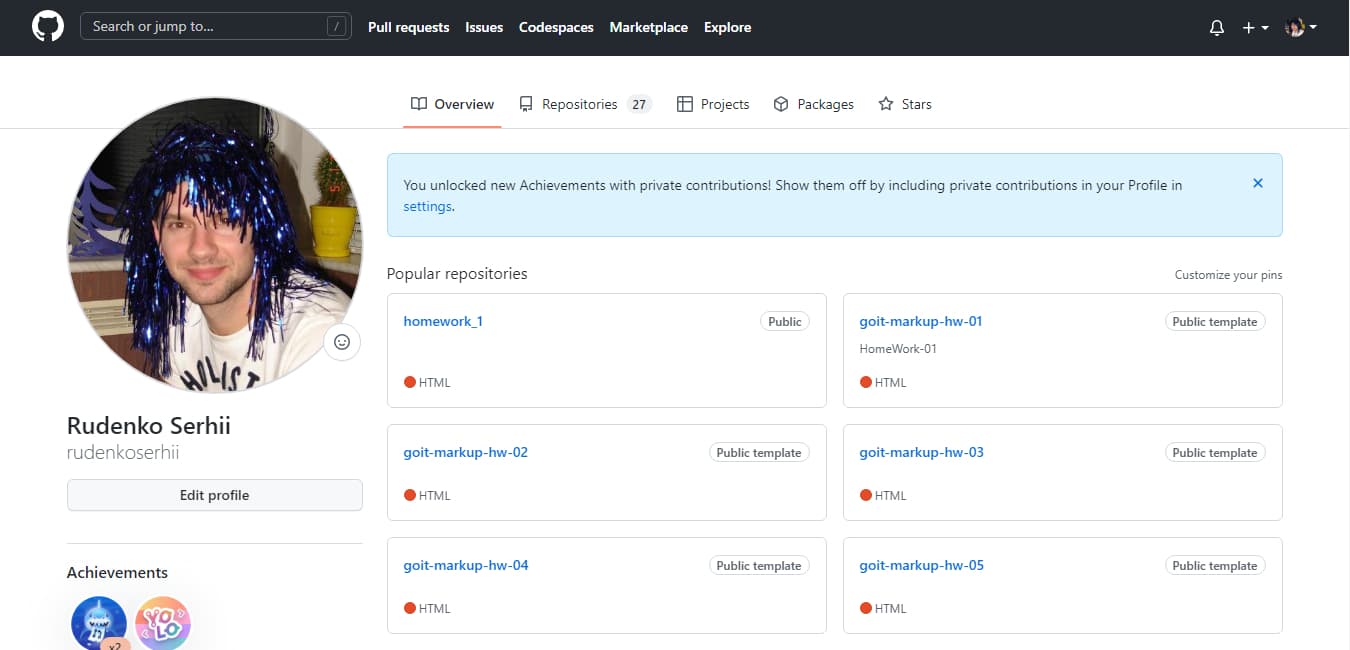 Search or jump to... /
Pull requests
Issues
Codespaces
Marketplace
Explore
Overview
Repositories 27
Projects
Packages
Stars
You unlocked new Achievements with private contributions! Show them off by including private contributions in your Profile in
settings.
Popular repositories
Customize your pins
homework_1
Public
HTML
goit-markup-hw-01
Public template
HomeWork-01
HTML
goit-markup-hw-02
Public template
HTML
goit-markup-hw-03
Public template
HTML
goit-markup-hw-04
Public template
HTML
goit-markup-hw-05
Public template
HTML
HOLIST
Rudenko Serhii
rudenkoserhii
Edit profile
Achievements
x2
YOLO